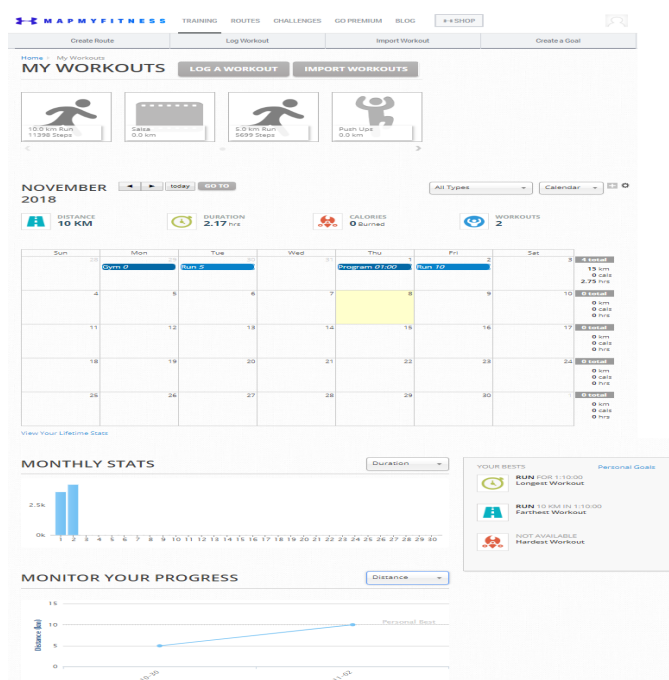 MAPMYFITNESS TRAINING ROUTES CHALLENGES GO PREMIUM BLOG SHOP
Create Route Log Workout Import Workout Create a Goal
Home My Workouts
MY WORKOUTS LOG A WORKOUT IMPORT WORKOUTS
10.0 km Run Salsa 5.0 km Run Push Ups
11398 Steps 0.0 km 5699 Steps 0.0 km
NOVEMBER 2018 today GO TO All Types Calendar
DISTANCE DURATION CALORIES WORKOUTS
10 KM 2.17 hrs 0 Burned 2
Sun Mon Tue Wed Thu Fri Sat
28 29 30 31 1 2 3 4 total
Gym 0 Run 5 Program 01:00 Run 10 15 km
0 cals
2.75 hrs
4 5 6 7 8 9 10 0 total
0 km
0 cals
0 hrs
11 12 13 14 15 16 17 0 total
0 km
0 cals
0 hrs
18 19 20 21 22 23 24 0 total
0 km
0 cals
0 hrs
25 26 27 28 29 30 1 0 total
0 km
0 cals
0 hrs
View Your Lifetime Stats
MONTHLY STATS Duration
2.5k
0k
1 2 3 4 5 6 7 8 9 10 11 12 13 14 15 16 17 18 19 20 21 22 23 24 25 26 27 28 29 30
YOUR BESTS Personal Goals
RUN FOR 1:10:00
Longest Workout
RUN 10 KM IN 1:10:00
Farthest Workout
NOT AVAILABLE
Hardest Workout
MONITOR YOUR PROGRESS Distance
15
Personal Best
10
Distance (km)
5
0
10-30 11-02